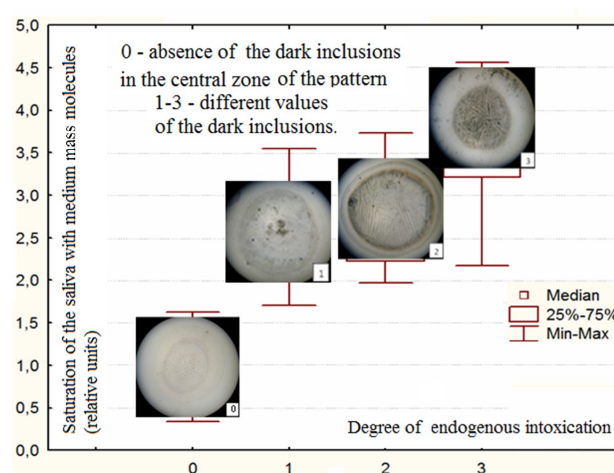 5,0
4,5
4,0
3,5
3,0
2,5
2,0
1,5
1,0
0,5
0,0
Saturation of the saliva with medium mass molecules
(relative units)
0 - absence of the dark inclusions
in the central zone of the pattern
1-3 - different values
of the dark inclusions.
3
2
1
0
Median
25%-75%
Min-Max
Degree of endogenous intoxication
0
1
2
3